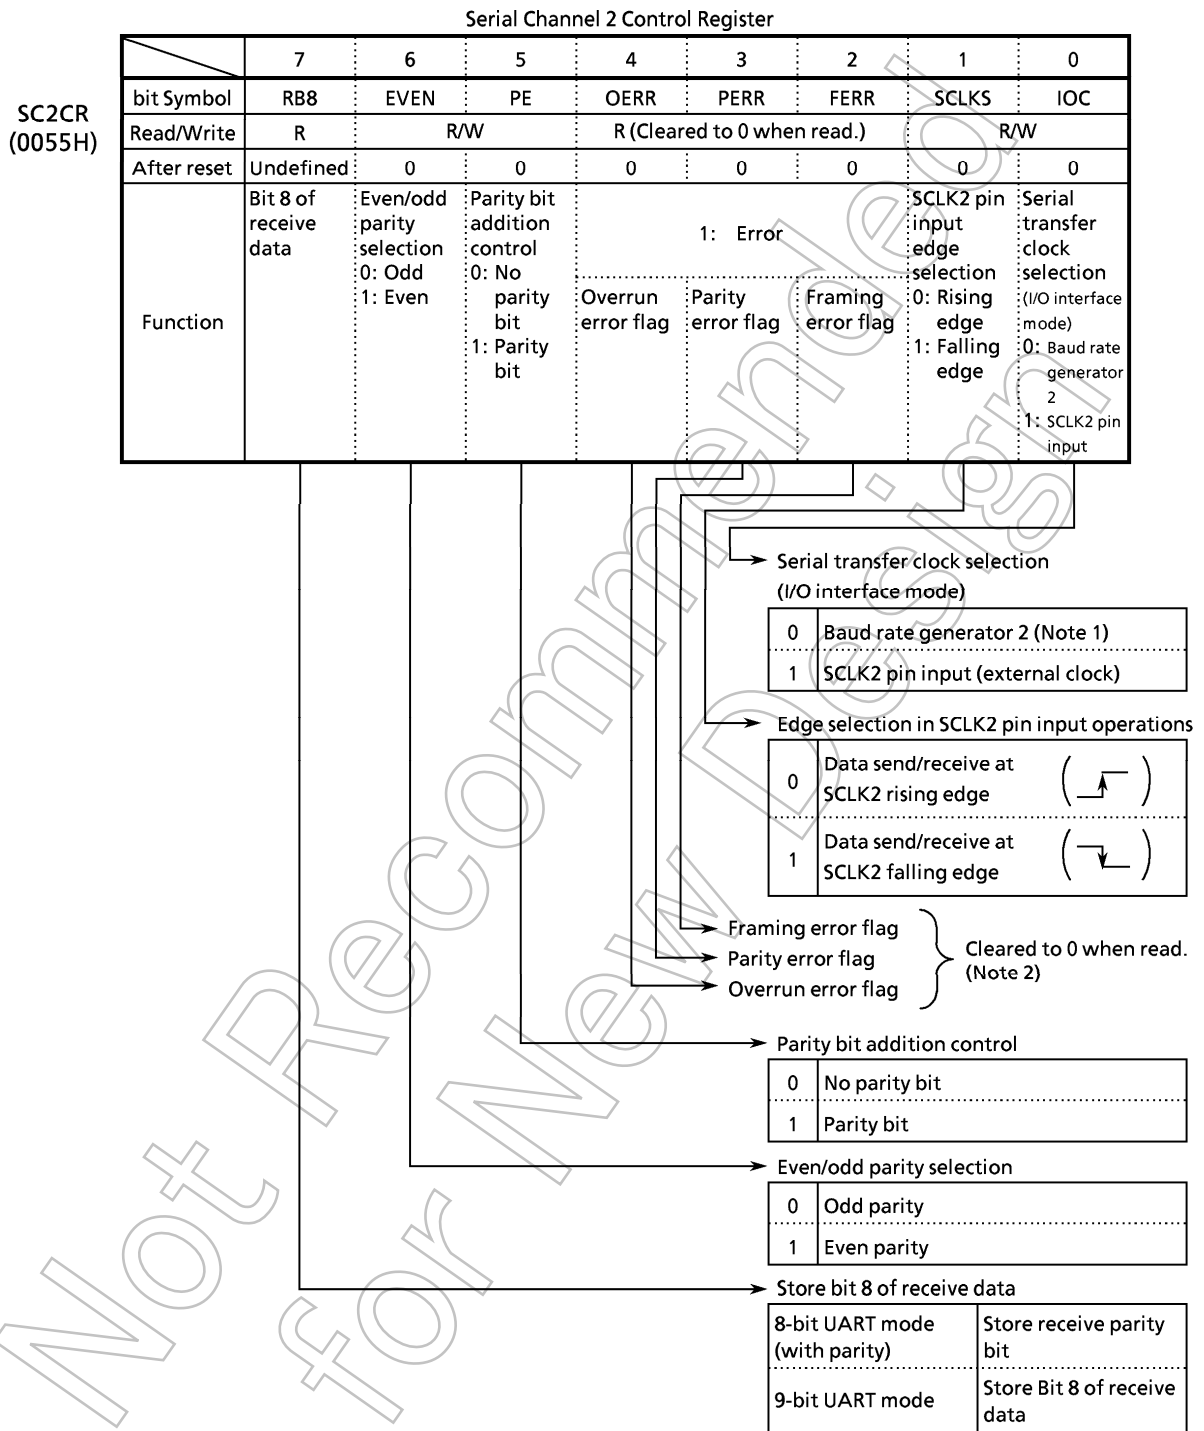 Serial Channel 2 Control Register
SC2CR
(0055H)
7 6 5 4 3 2 1 0
bit Symbol RB8 EVEN PE OERR PERR FERR SCLKS IOC
Read/Write R R/W R (Cleared to 0 when read.) R/W
After reset Undefined 0 0 0 0 0 0 0
Function
Bit 8 of
receive
data
Even/odd
parity
selection
0: Odd
1: Even
Parity bit
addition
control
0: No
parity
bit
1: Parity
bit
1: Error
Overrun
error flag
Parity
error flag
Framing
error flag
SCLK2 pin
input
edge
selection
0: Rising
edge
1: Falling
edge
Serial
transfer
clock
selection
(I/O interface
mode)
0: Baud rate
generator
2
1: SCLK2 pin
input
Serial transfer clock selection
(I/O interface mode)
0 Baud rate generator 2 (Note 1)
1 SCLK2 pin input (external clock)
Edge selection in SCLK2 pin input operations
0 Data send/receive at
SCLK2 rising edge
1 Data send/receive at
SCLK2 falling edge
Framing error flag
Parity error flag
Overrun error flag
Cleared to 0 when read.
(Note 2)
Parity bit addition control
0 No parity bit
1 Parity bit
Even/odd parity selection
0 Odd parity
1 Even parity
Store bit 8 of receive data
8-bit UART mode
(with parity)
Store receive parity
bit
9-bit UART mode
Store Bit 8 of receive
data
Not Recommended
for New Design